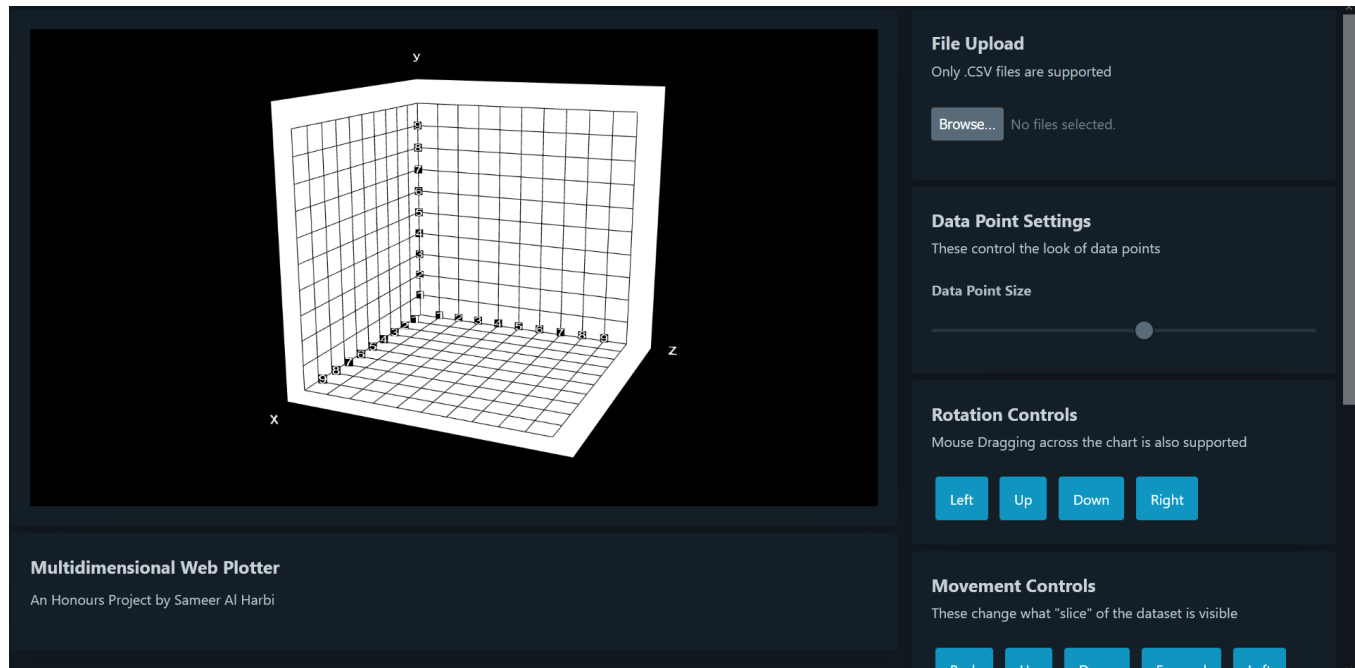 y
9
8
7
6
5
4
3
2
1
1 1 2 3 4 5 6 7 8 9
2
3
4
5
6
7
8
9
z
x
Multidimensional Web Plotter
An Honours Project by Sameer Al Harbi
File Upload
Only .CSV files are supported
Browse... No files selected.
Data Point Settings
These control the look of data points
Data Point Size
Rotation Controls
Mouse Dragging across the chart is also supported
Left Up Down Right
Movement Controls
These change what "slice" of the dataset is visible